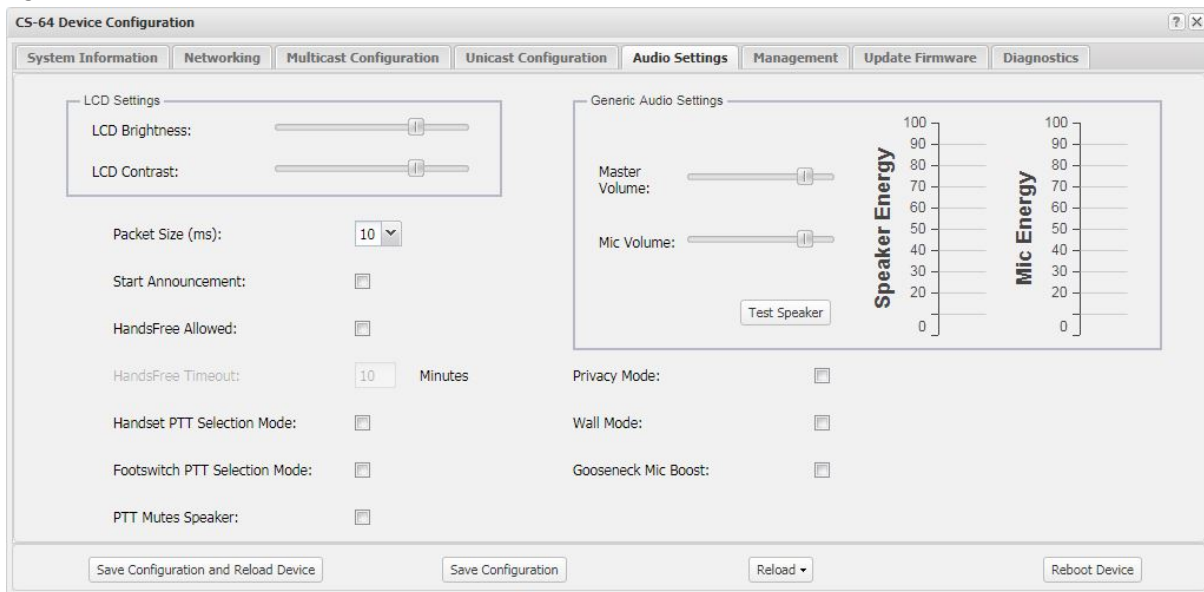 CS-64 Device Configuration
? X
System Information Networking Multicast Configuration Unicast Configuration Audio Settings Management Update Firmware Diagnostics
LCD Settings
LCD Brightness:
LCD Contrast:
Packet Size (ms): 10
Start Announcement:
HandsFree Allowed:
HandsFree Timeout: 10 Minutes
Handset PTT Selection Mode:
Footswitch PTT Selection Mode:
PTT Mutes Speaker:
Generic Audio Settings
Master
Volume:
Mic Volume:
Test Speaker
Speaker Energy
100
90
80
70
60
50
40
30
20
0
Mic Energy
100
90
80
70
60
50
40
30
20
0
Privacy Mode:
Wall Mode:
Gooseneck Mic Boost:
Save Configuration and Reload Device Save Configuration Reload Reboot Device